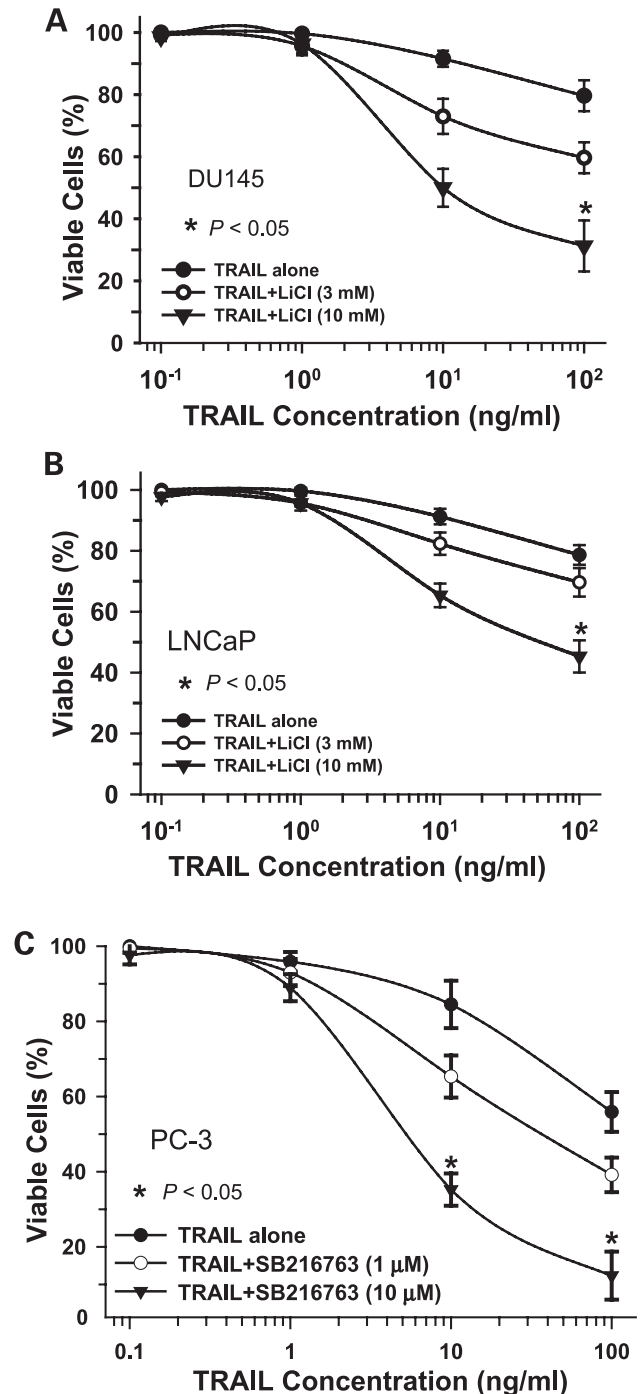 A
100
80
60
40
30
0
Viable Cells (%)
DU145
*
* P < 0.05
TRAIL alone
TRAIL+LiCl (3 mM)
TRAIL+LiCl (10 mM)
10-1
100
101
102
TRAIL Concentration (ng/ml)
B
100
80
60
40
20
0
Viable Cells (%)
LNCaP
*
* P < 0.05
TRAIL alone
TRAIL+LiCl (3 mM)
TRAIL+LiCl (10 mM)
10-1
100
101
102
TRAIL Concentration (ng/ml)
C
100
80
60
40
20
0
Viable Cells (%)
PC-3
*
*
* P < 0.05
TRAIL alone
TRAIL+SB216763 (1 µM)
TRAIL+SB216763 (10 µM)
0.1
1
10
100
TRAIL Concentration (ng/ml)